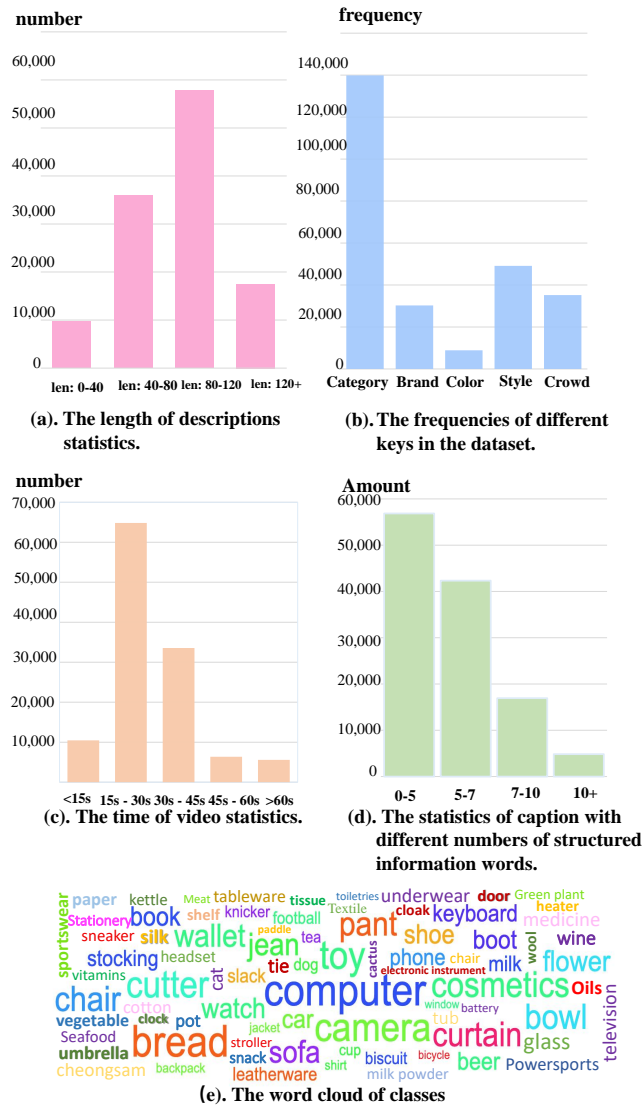 number
60,000
50,000
40,000
30,000
20,000
10,000
0
len: 0-40 len: 40-80 len: 80-120 len: 120+
(a). The length of descriptions
statistics.
frequency
140,000
120,000
100,000
80,000
60,000
40,000
20,000
0
Category Brand Color Style Crowd
(b). The frequencies of different
keys in the dataset.
number
70,000
60,000
50,000
40,000
30,000
20,000
10,000
<15s 15s - 30s 30s - 45s 45s - 60s >60s
(c). The time of video statistics.
Amount
60,000
50,000
40,000
30,000
20,000
10,000
0
0-5 5-7 7-10 10+
(d). The statistics of caption with
different numbers of structured
information words.
sportswear paper kettle Meat tableware tissue toiletries underwear door Green plant
Stationery book shelf knicker football Textile cloak keyboard heater medicine
sneaker silk wallet paddle tea pant shoe boot wool wine
stocking headset jean tie dog toy cactus phone chair milk flower
vitamins cutter cat slack electronic instrument cosmetics Oils
chair cotton watch computer window battery bowl television
vegetable clock pot jacket car camera tub curtain glass
Seafood bread stroller sofa cup bicycle beer
umbrella snack shirt biscuit Powersports
cheongsam backpack leatherware milk powder
(e). The word cloud of classes